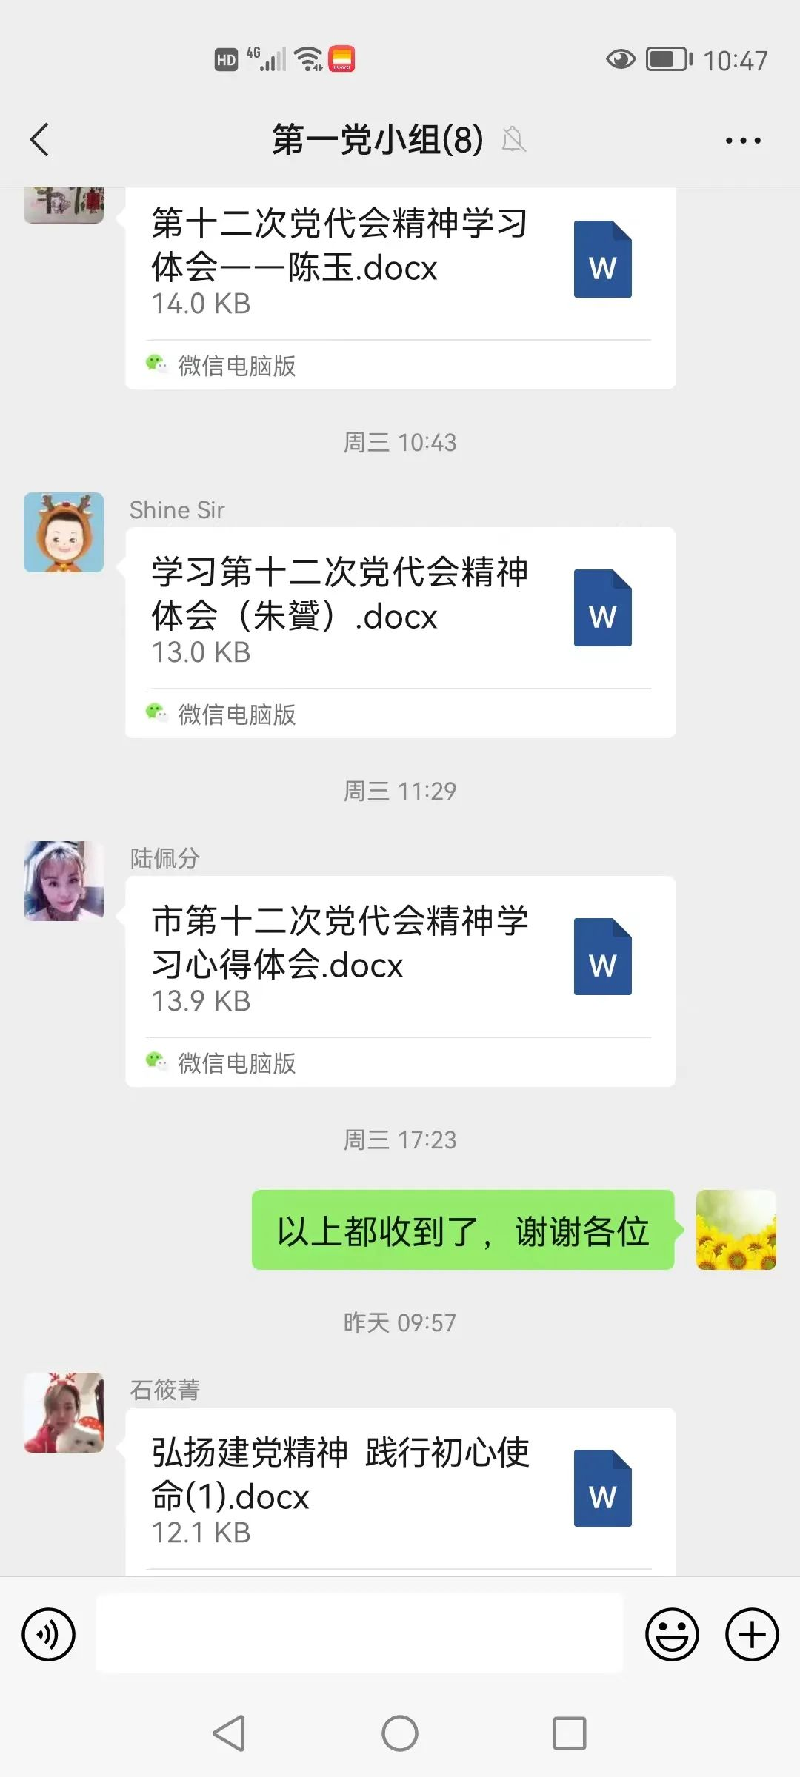 HD 4G 10:47
第一党小组(8)
第十二次党代会精神学习
体会——陈玉.docx
W
14.0 KB
微信电脑版
周三 10:43
Shine Sir
学习第十二次党代会精神
体会（朱贇）.docx
W
13.0 KB
微信电脑版
周三 11:29
陆佩分
市第十二次党代会精神学
习心得体会.docx
W
13.9 KB
微信电脑版
周三 17:23
以上都收到了，谢谢各位
昨天 09:57
石筱菁
弘扬建党精神 践行初心使
命(1).docx
W
12.1 KB